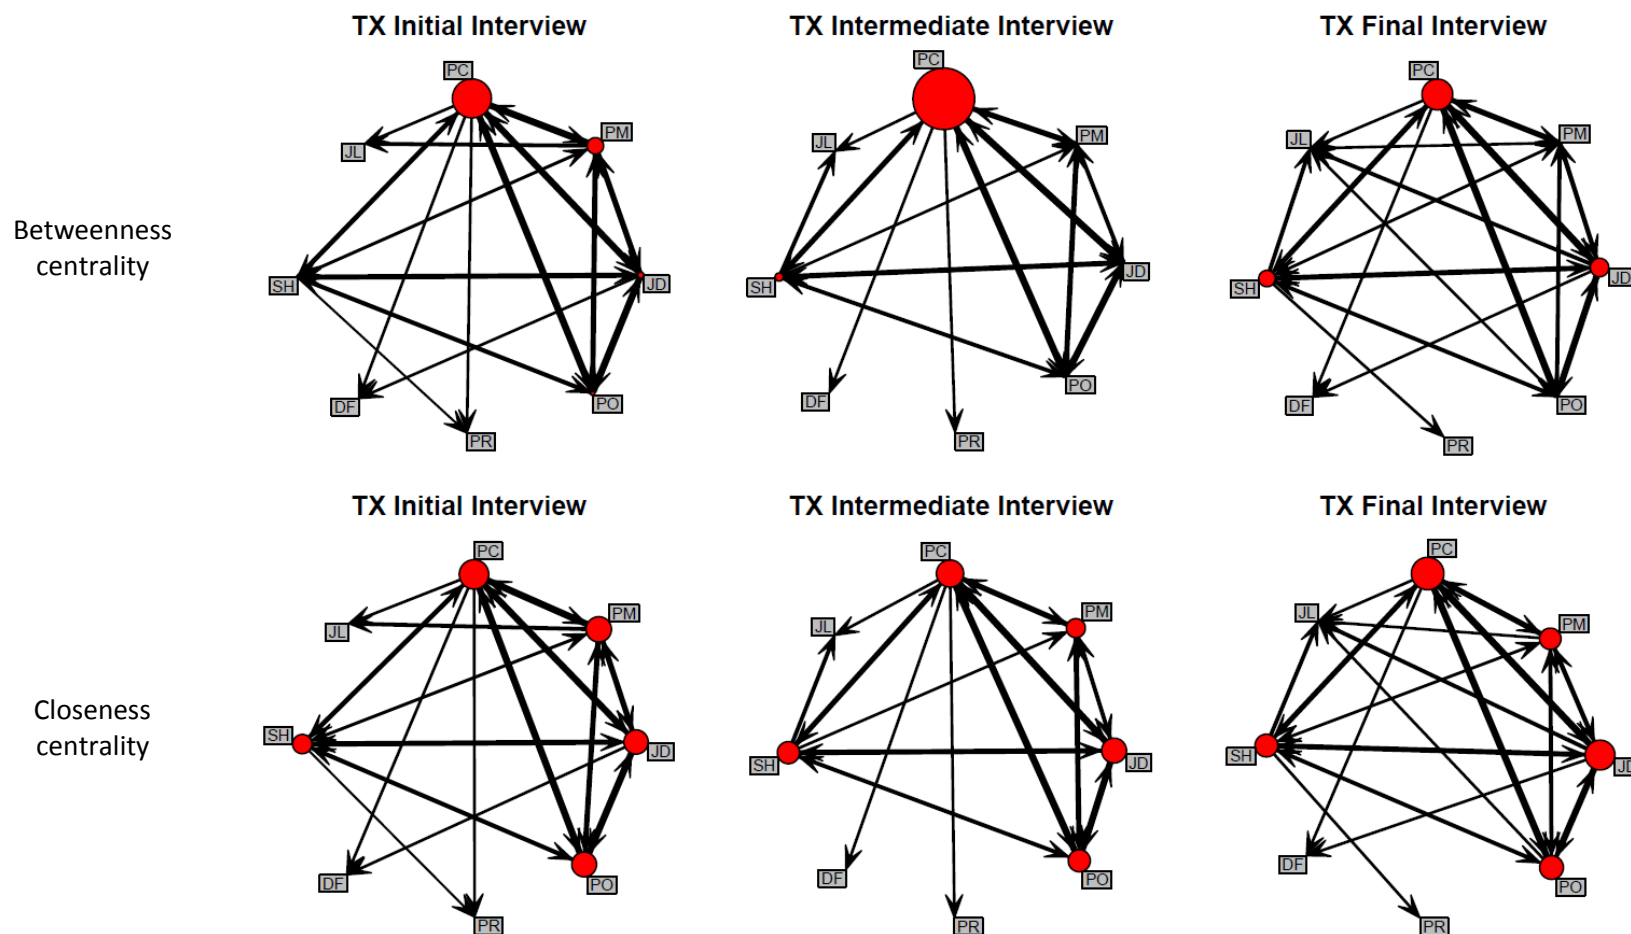 TX Initial Interview
TX Intermediate Interview
TX Final Interview
Betweenness
centrality
PC
PM
JL
SH
JD
DF
PO
PR
PC
PM
JL
SH
JD
DF
PO
PR
PC
PM
JL
SH
JD
DF
PO
PR
TX Initial Interview
TX Intermediate Interview
TX Final Interview
Closeness
centrality
PC
PM
JL
SH
JD
DF
PO
PR
PC
PM
JL
SH
JD
DF
PO
PR
PC
PM
JL
SH
JD
DF
PO
PR